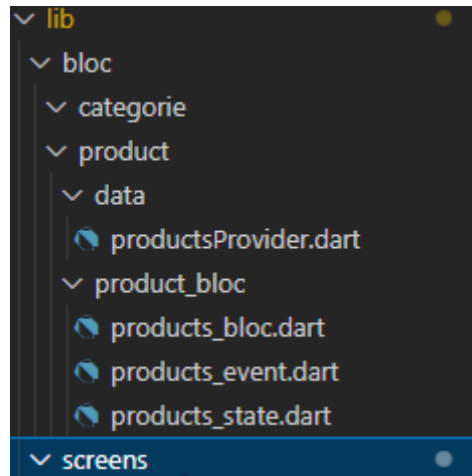 lib
bloc
categorie
product
data
productsProvider.dart
product_bloc
products_bloc.dart
products_event.dart
products_state.dart
screens